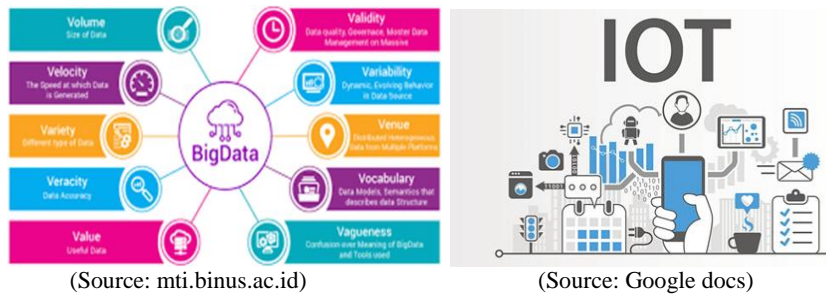 Volume
Size of Data
Velocity
The Speed at which Data
is Generated
Variety
Different type of Data
Veracity
Data Accuracy
Value
Useful Data
BigData
Validity
Data quality, Governace, Moster Data
Management on Massive
Variability
Dynamic, Evolving Behavior
in Data Source
Venue
Distributed Heterogeneous
Data from Multiple Platforms
Vocabulary
Data Models, Semantics that
describes data Structure
Vagueness
Confusion over Meaning of BigData
and Tools used
(Source: mti.binus.ac.id)
IOT
(Source: Google docs)